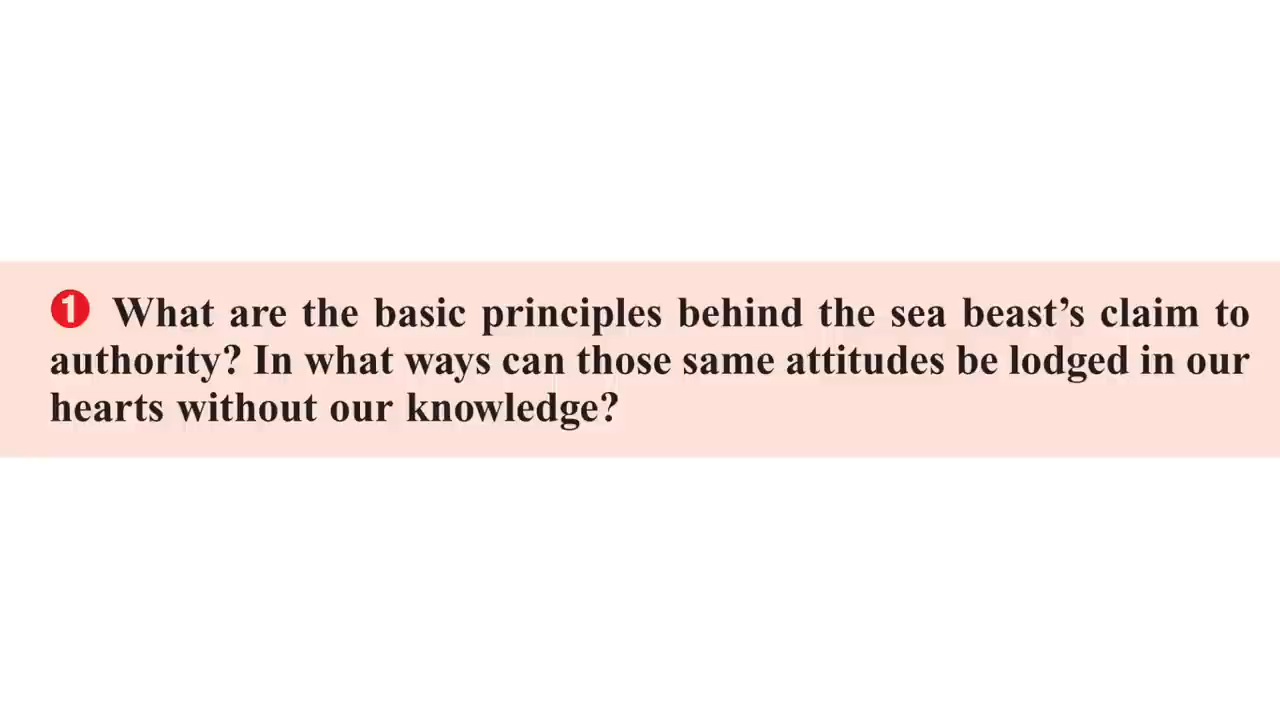 ❶ What are the basic principles behind the sea beast’s claim to
authority? In what ways can those same attitudes be lodged in our
hearts without our knowledge?